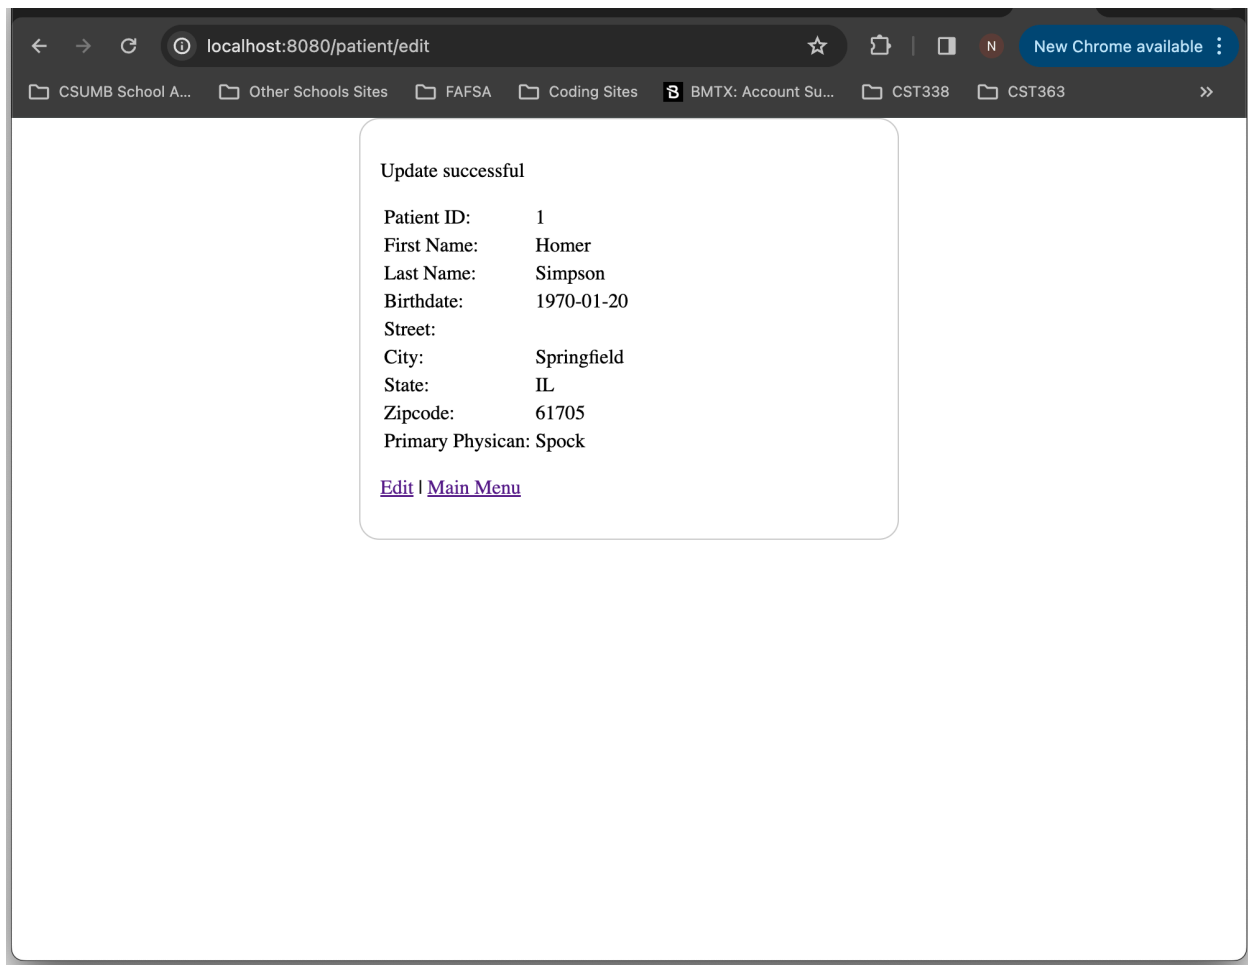 localhost:8080/patient/edit
N
New Chrome available
CSUMB School A...
Other Schools Sites
FAFSA
Coding Sites
B BMTX: Account Su...
CST338
CST363
Update successful
Patient ID: 1
First Name: Homer
Last Name: Simpson
Birthdate: 1970-01-20
Street:
City: Springfield
State: IL
Zipcode: 61705
Primary Physican: Spock
Edit | Main Menu